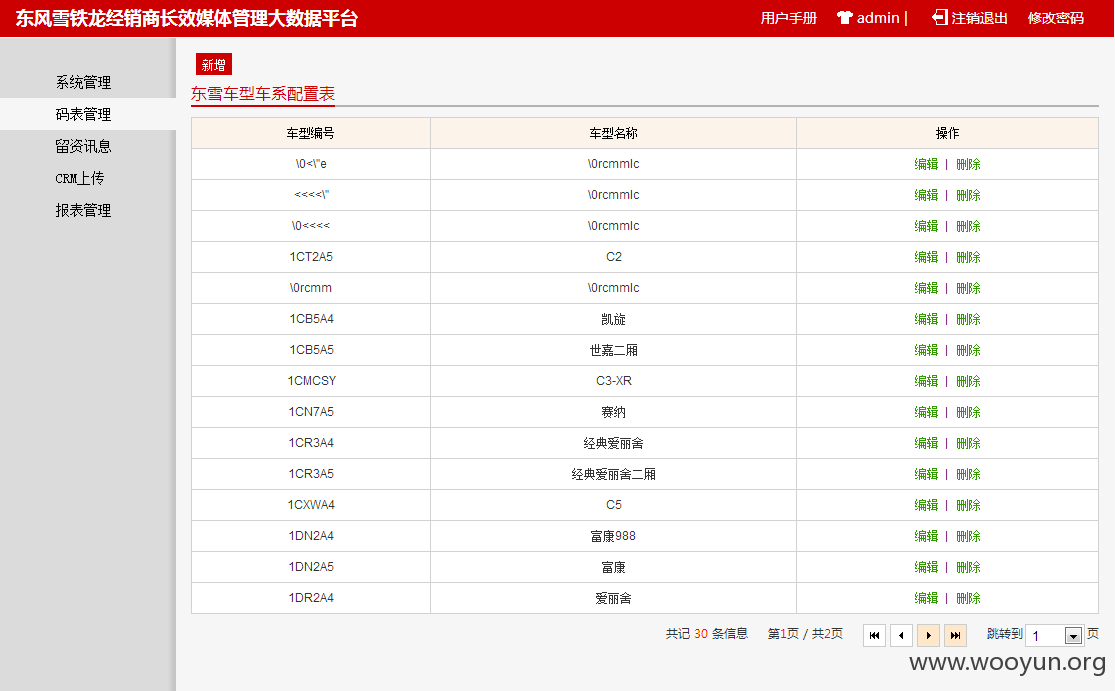 东风雪铁龙经销商长效媒体管理大数据平台 用户手册 admin | 注销退出 修改密码
系统管理
码表管理
留资讯息
CRM上传
报表管理
新增
东雪车型车系配置表
车型编号 车型名称 操作
\0<\"e \0rcmmlc 编辑 | 删除
<<<<\" \0rcmmlc 编辑 | 删除
\0<<<< \0rcmmlc 编辑 | 删除
1CT2A5 C2 编辑 | 删除
\0rcmm \0rcmmlc 编辑 | 删除
1CB5A4 凯旋 编辑 | 删除
1CB5A5 世嘉二厢 编辑 | 删除
1CMCSY C3-XR 编辑 | 删除
1CN7A5 赛纳 编辑 | 删除
1CR3A4 经典爱丽舍 编辑 | 删除
1CR3A5 经典爱丽舍二厢 编辑 | 删除
1CXWA4 C5 编辑 | 删除
1DN2A4 富康988 编辑 | 删除
1DN2A5 富康 编辑 | 删除
1DR2A4 爱丽舍 编辑 | 删除
共记 30 条信息 第1页 / 共2页 跳转到 1 页
www.wooyun.org